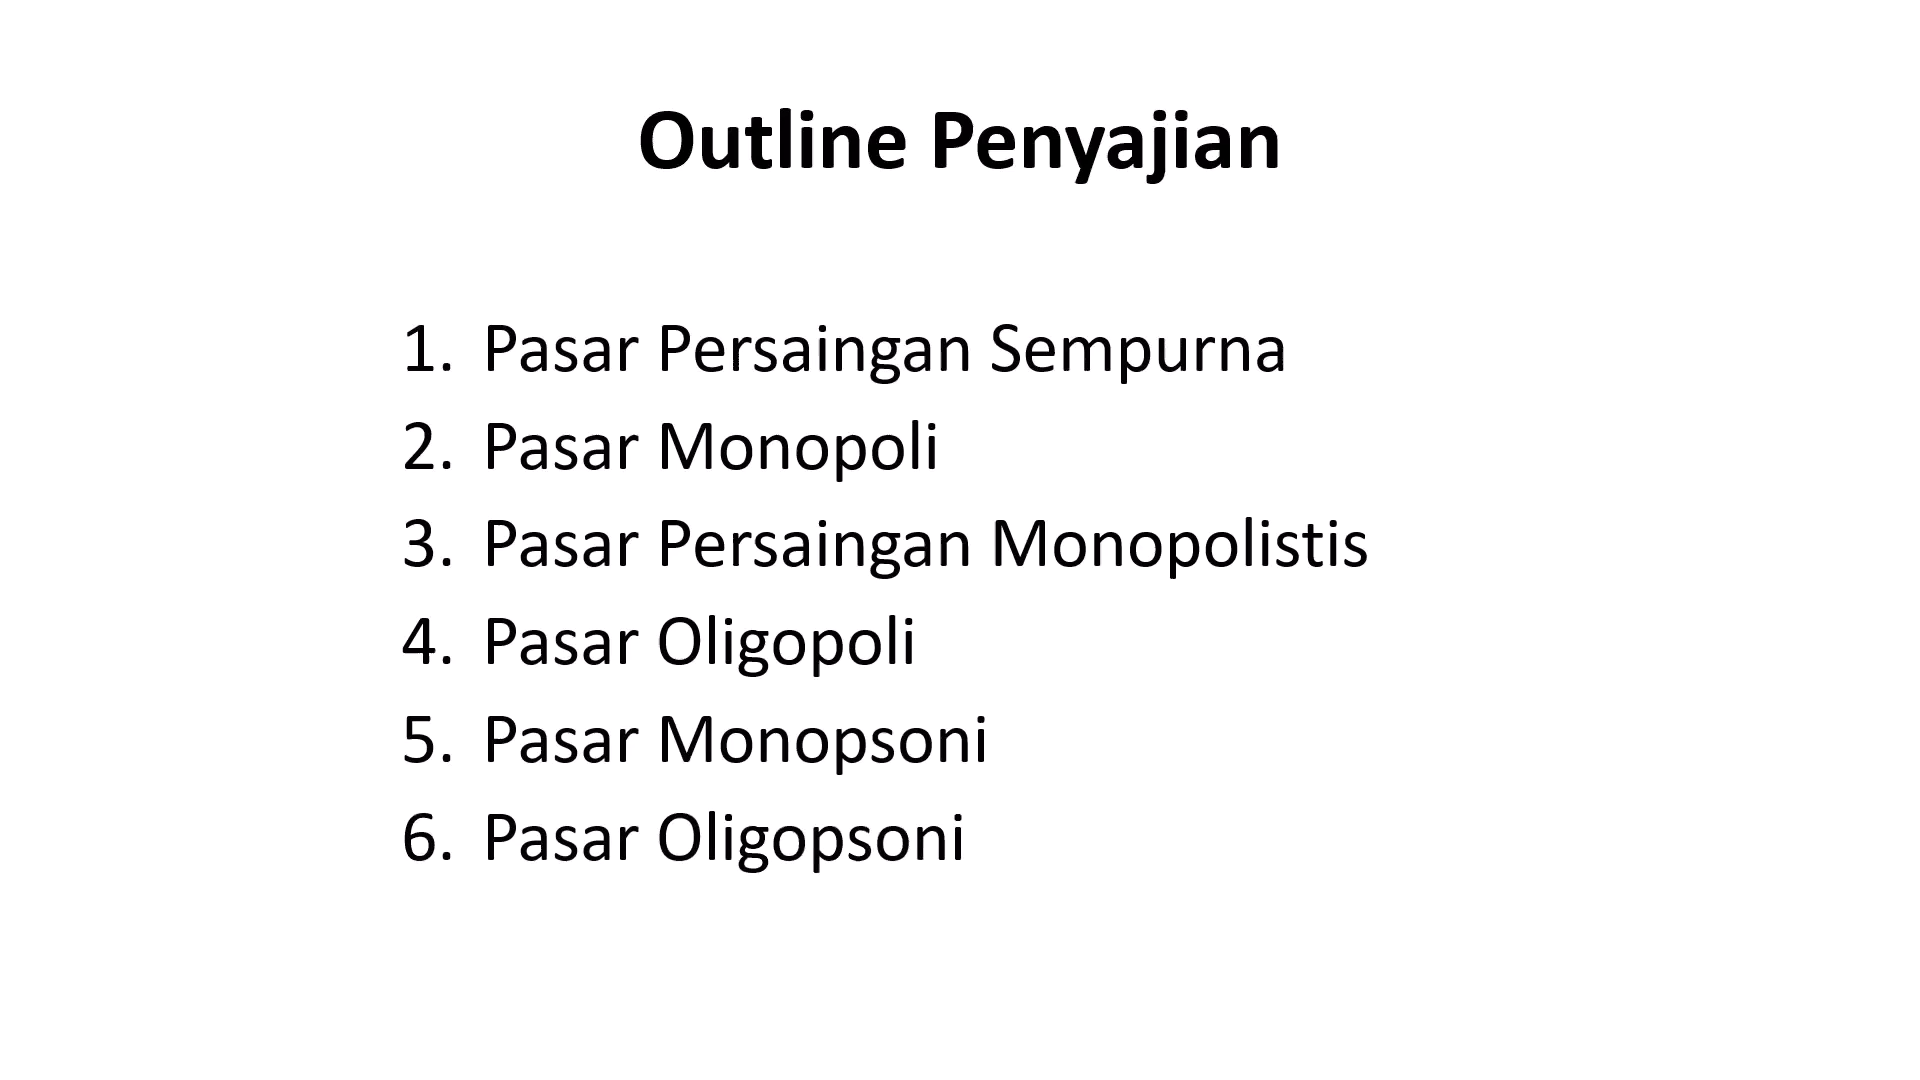 Outline Penyajian
1. Pasar Persaingan Sempurna
2. Pasar Monopoli
3. Pasar Persaingan Monopolistis
4. Pasar Oligopoli
5. Pasar Monopsoni
6. Pasar Oligopsoni